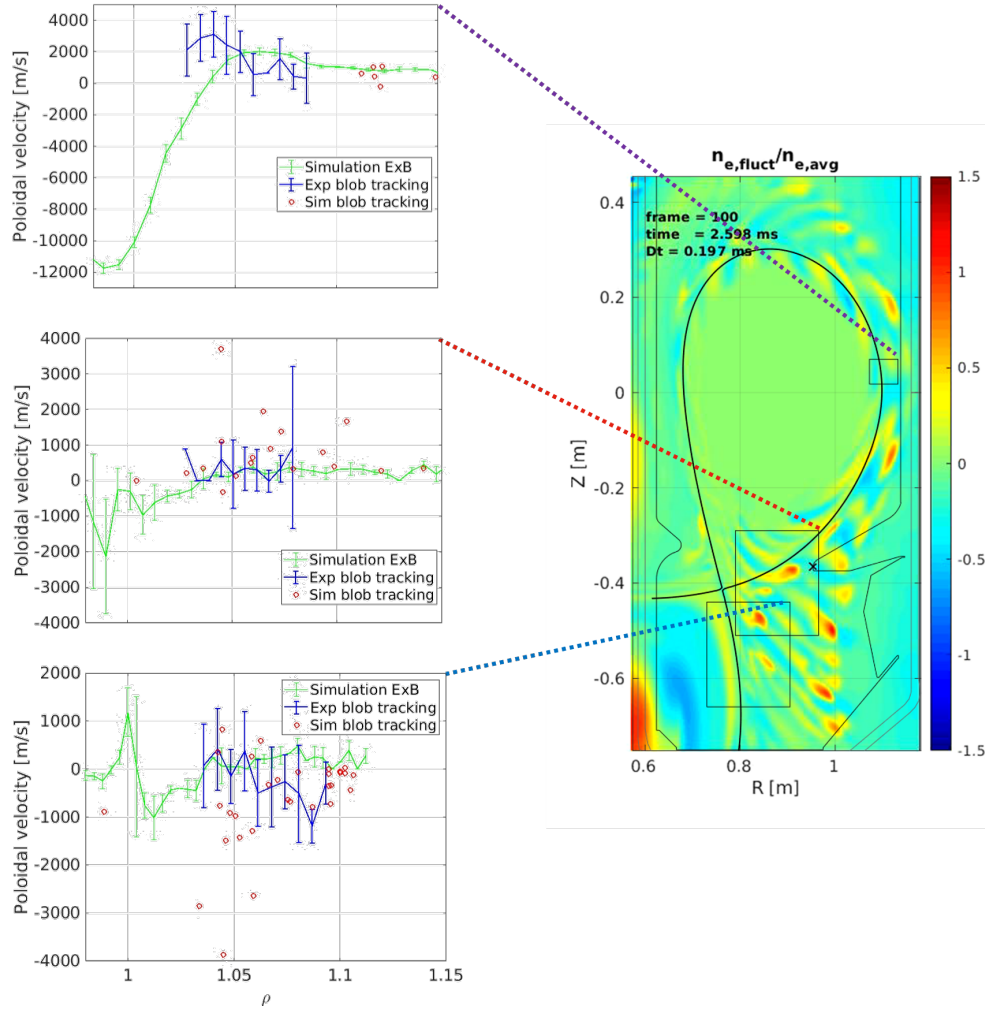 4000
2000
0
-2000
-4000
-6000
-8000
-10000
-12000
Poloidal velocity [m/s]
Simulation ExB
Exp blob tracking
Sim blob tracking
4000
3000
2000
1000
0
-1000
-2000
-3000
-4000
Poloidal velocity [m/s]
Simulation ExB
Exp blob tracking
Sim blob tracking
2000
1000
0
-1000
-2000
-3000
-4000
Poloidal velocity [m/s]
Simulation ExB
Exp blob tracking
Sim blob tracking
1 1.05 1.1 1.15
ρ
n_e,fluct/n_e,avg
frame = 100
time = 2.598 ms
Dt = 0.197 ms
0.4
0.2
0
-0.2
-0.4
-0.6
Z [m]
0.6 0.8 1
R [m]
1.5
1
0.5
0
-0.5
-1
-1.5